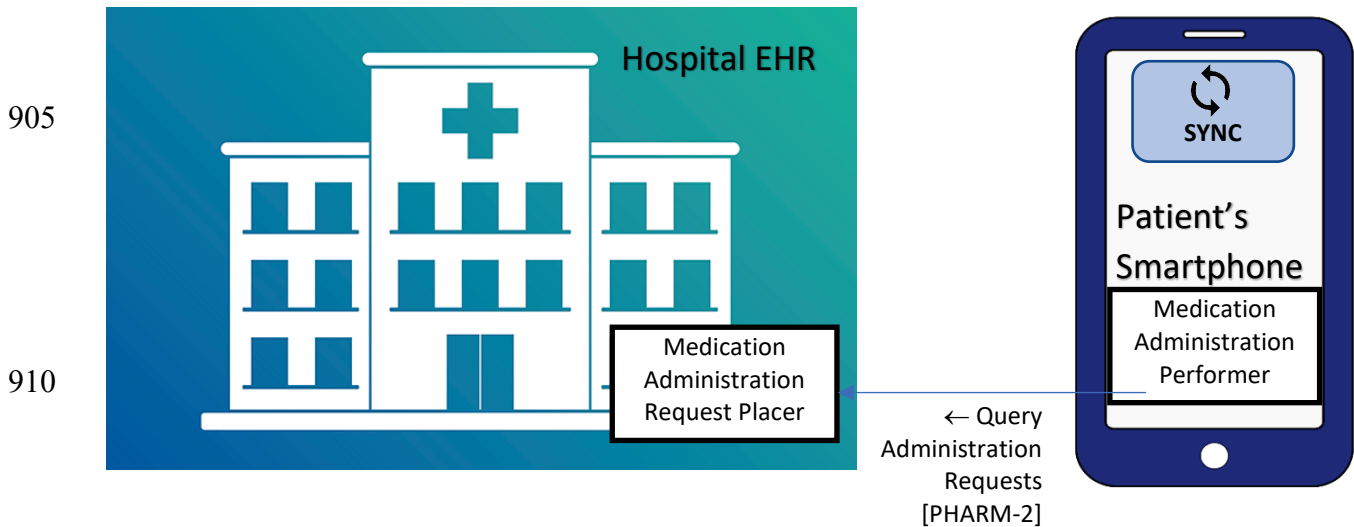 Hospital EHR
905
SYNC
Patient's
Smartphone
Medication
Administration
Performer
910
Medication
Administration
Request Placer
← Query
Administration
Requests
[PHARM-2]